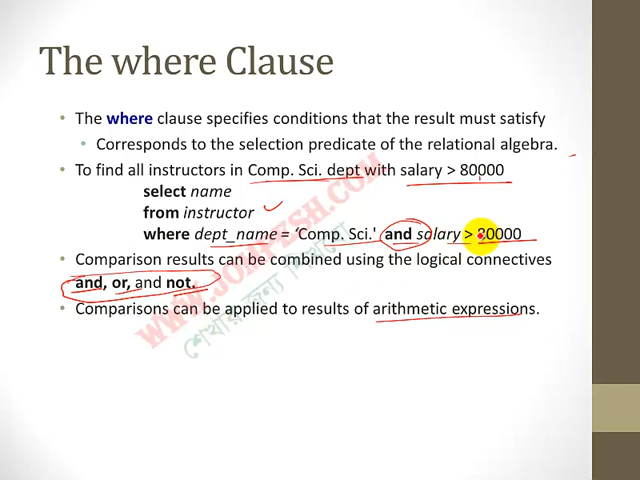 The where Clause
• The where clause specifies conditions that the result must satisfy
• Corresponds to the selection predicate of the relational algebra.
• To find all instructors in Comp. Sci. dept with salary > 80000
select name
from instructor
where dept_name = ‘Comp. Sci.' and salary > 80000
• Comparison results can be combined using the logical connectives
and, or, and not.
• Comparisons can be applied to results of arithmetic expressions.
শেখার জন্য শিখোন